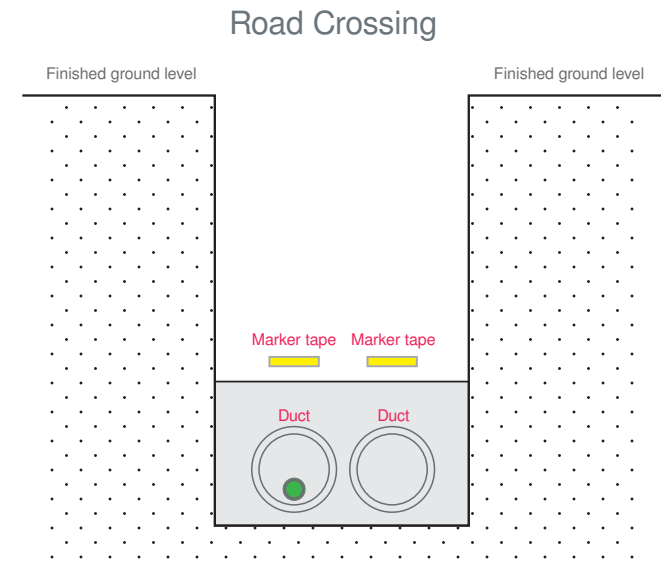 Road Crossing
Finished ground level
Finished ground level
Marker tape
Marker tape
Duct
Duct